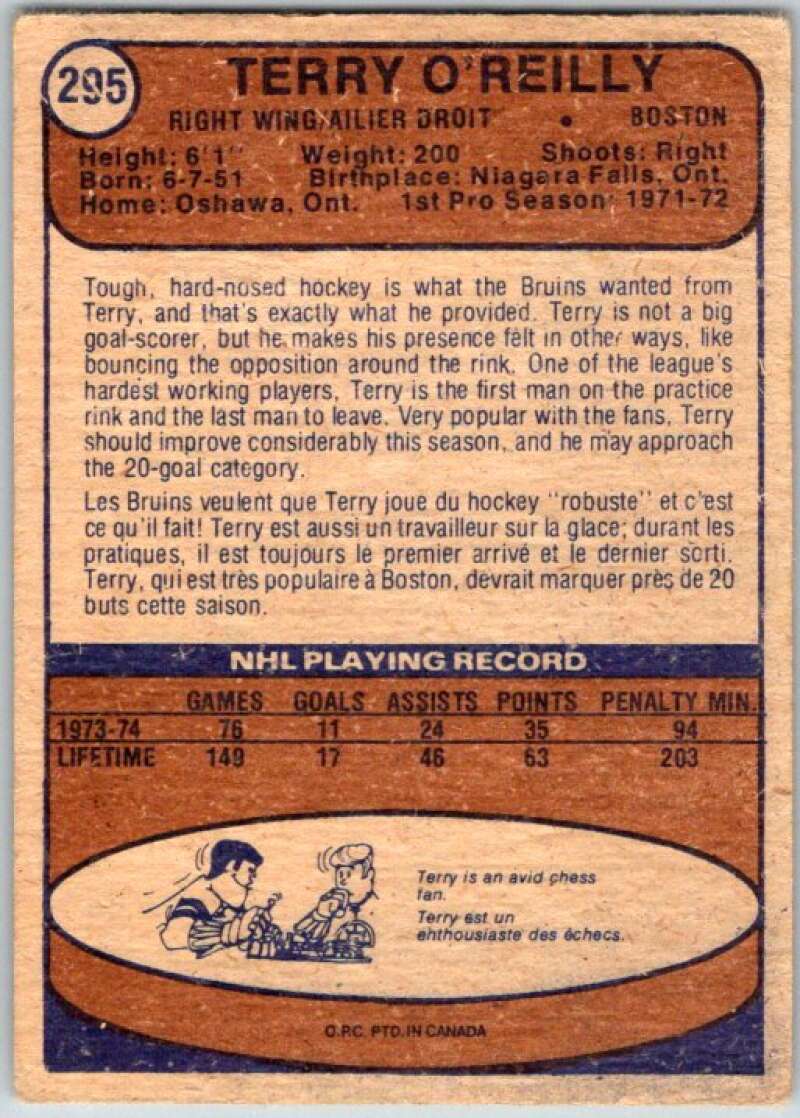 295
TERRY O'REILLY
RIGHT WING/AILIER DROIT • BOSTON
Height: 6'1" Weight: 200 Shoots: Right
Born: 6-7-51 Birthplace: Niagara Falls, Ont.
Home: Oshawa, Ont. 1st Pro Season: 1971-72
Tough, hard-nosed hockey is what the Bruins wanted from
Terry, and that's exactly what he provided. Terry is not a big
goal-scorer, but he makes his presence felt in other ways, like
bouncing the opposition around the rink. One of the league's
hardest working players, Terry is the first man on the practice
rink and the last man to leave. Very popular with the fans, Terry
should improve considerably this season, and he may approach
the 20-goal category.
Les Bruins veulent que Terry joue du hockey "robuste" et c'est
ce qu'il fait! Terry est aussi un travailleur sur la glace; durant les
pratiques, il est toujours le premier arrivé et le dernier sorti.
Terry, qui est très populaire à Boston, devrait marquer près de 20
buts cette saison.
NHL PLAYING RECORD
GAMES GOALS ASSISTS POINTS PENALTY MIN.
1973-74 76 11 24 35 94
LIFETIME 149 17 46 63 203
Terry is an avid chess
fan.
Terry est un
enthousiaste des échecs.
O.P.C. PTD. IN CANADA